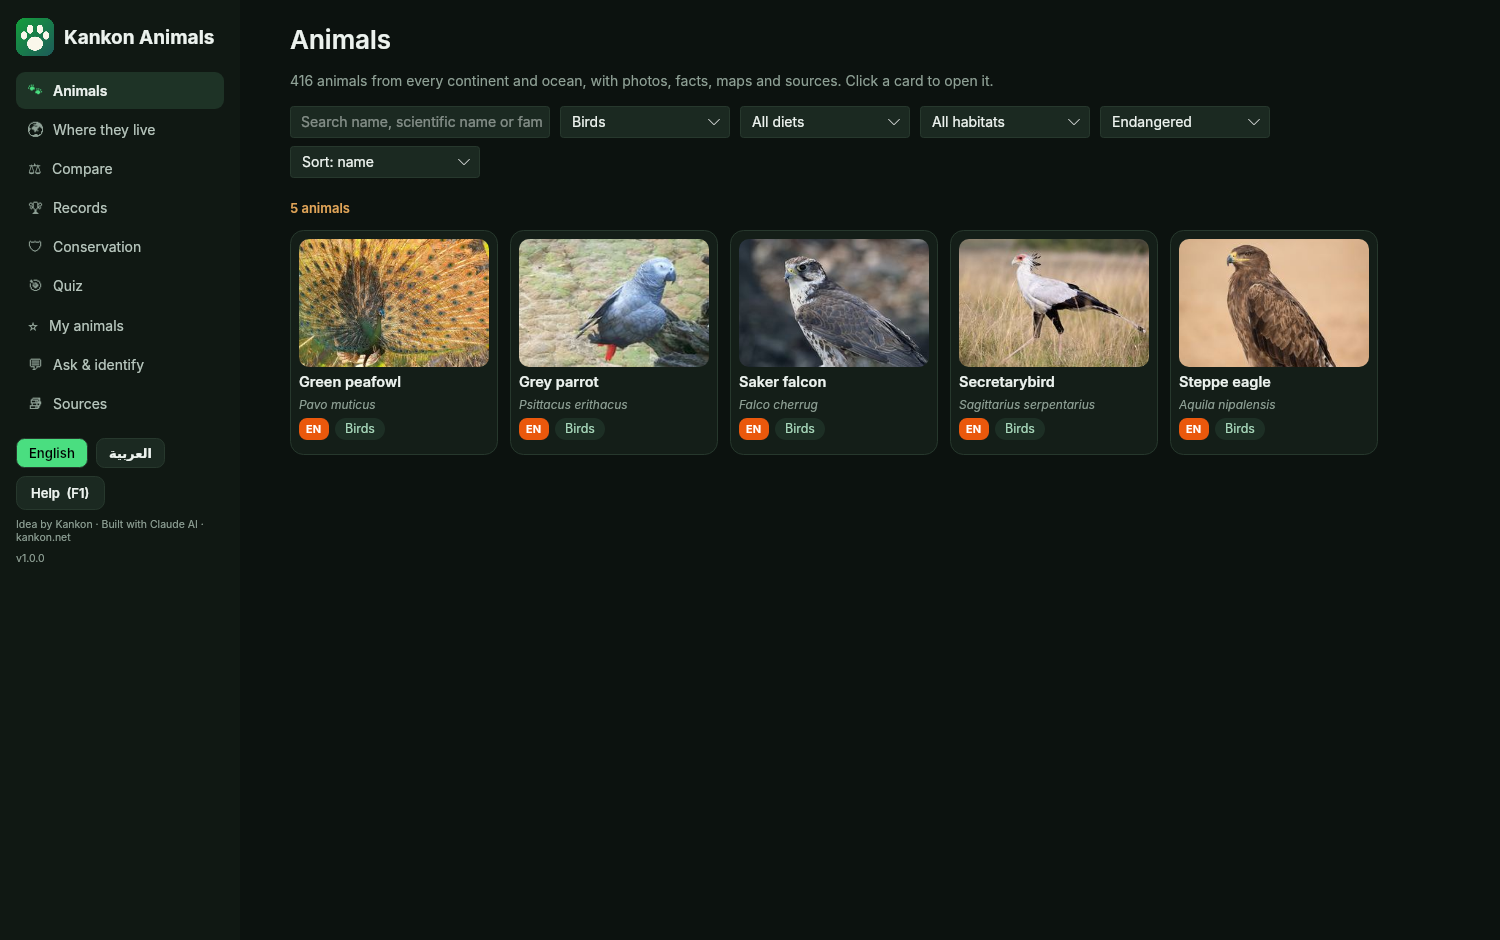 Kankon Animals
Animals
Where they live
Compare
Records
Conservation
Quiz
My animals
Ask & identify
Sources
English
العربية
Help (F1)
Idea by Kankon · Built with Claude AI ·
kankon.net
v1.0.0
Animals
416 animals from every continent and ocean, with photos, facts, maps and sources. Click a card to open it.
Search name, scientific name or fam
Birds
All diets
All habitats
Endangered
Sort: name
5 animals
Green peafowl
Pavo muticus
EN Birds
Grey parrot
Psittacus erithacus
EN Birds
Saker falcon
Falco cherrug
EN Birds
Secretarybird
Sagittarius serpentarius
EN Birds
Steppe eagle
Aquila nipalensis
EN Birds